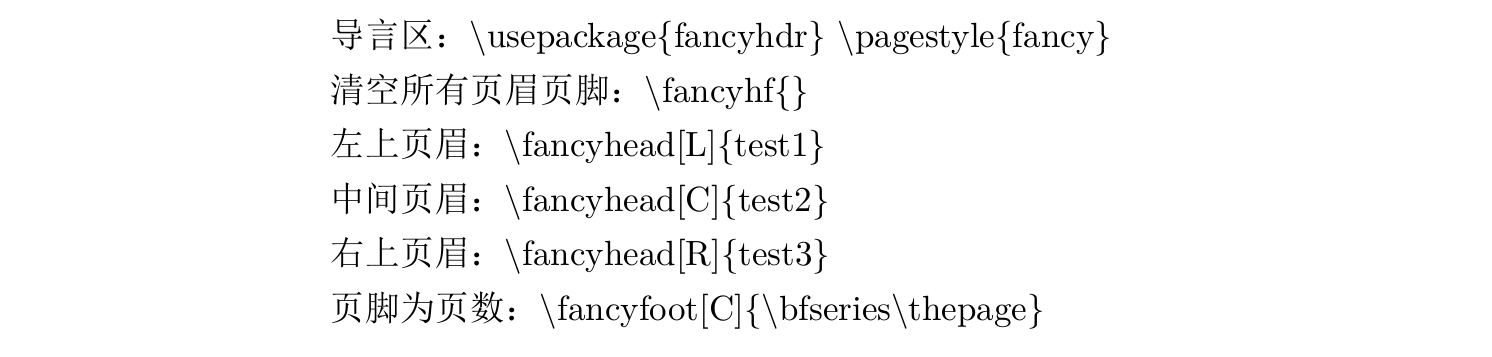 导言区：\usepackage{fancyhdr} \pagestyle{fancy}
清空所有页眉页脚：\fancyhf{}
左上页眉：\fancyhead[L]{test1}
中间页眉：\fancyhead[C]{test2}
右上页眉：\fancyhead[R]{test3}
页脚为页数：\fancyfoot[C]{\bfseries\thepage}